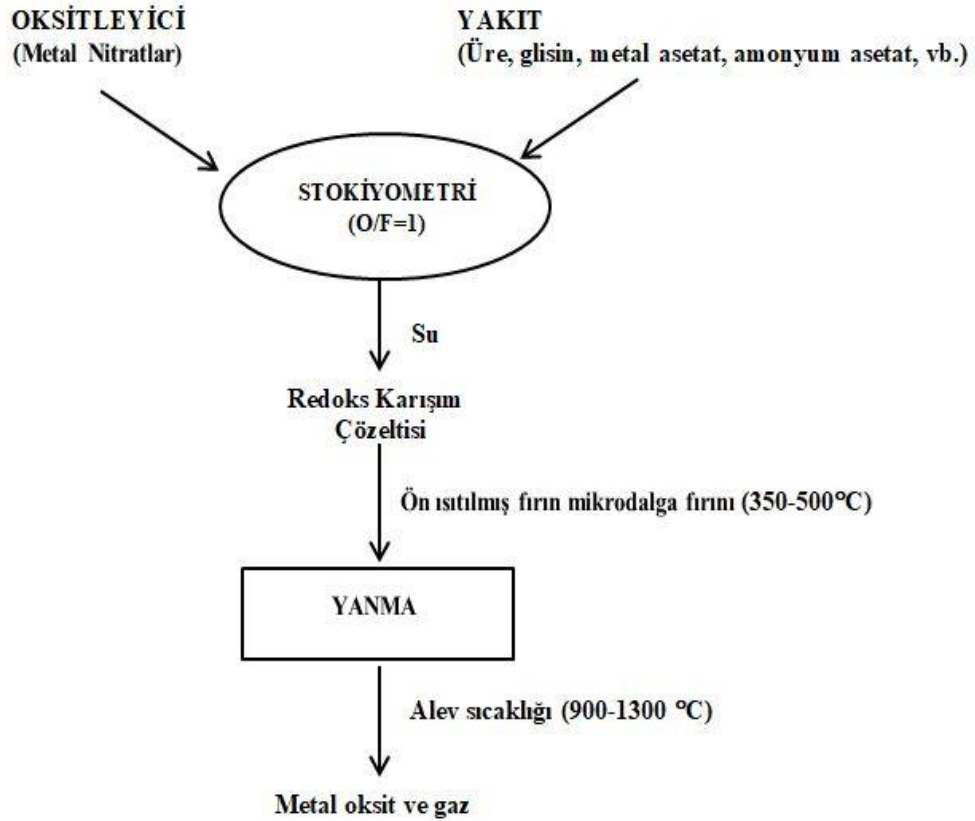 OKSİTLEYİCİ
(Metal Nitratlar)
YAKIT
(Üre, glisin, metal asetat, amonyum asetat, vb.)
STOKİYOMETRİ
(O/F=1)
Su
Redoks Karışım
Çözeltisi
Ön ısıtılmış fırın mikrodalga fırını (350-500°C)
YANMA
Alev sıcaklığı (900-1300 °C)
Metal oksit ve gaz